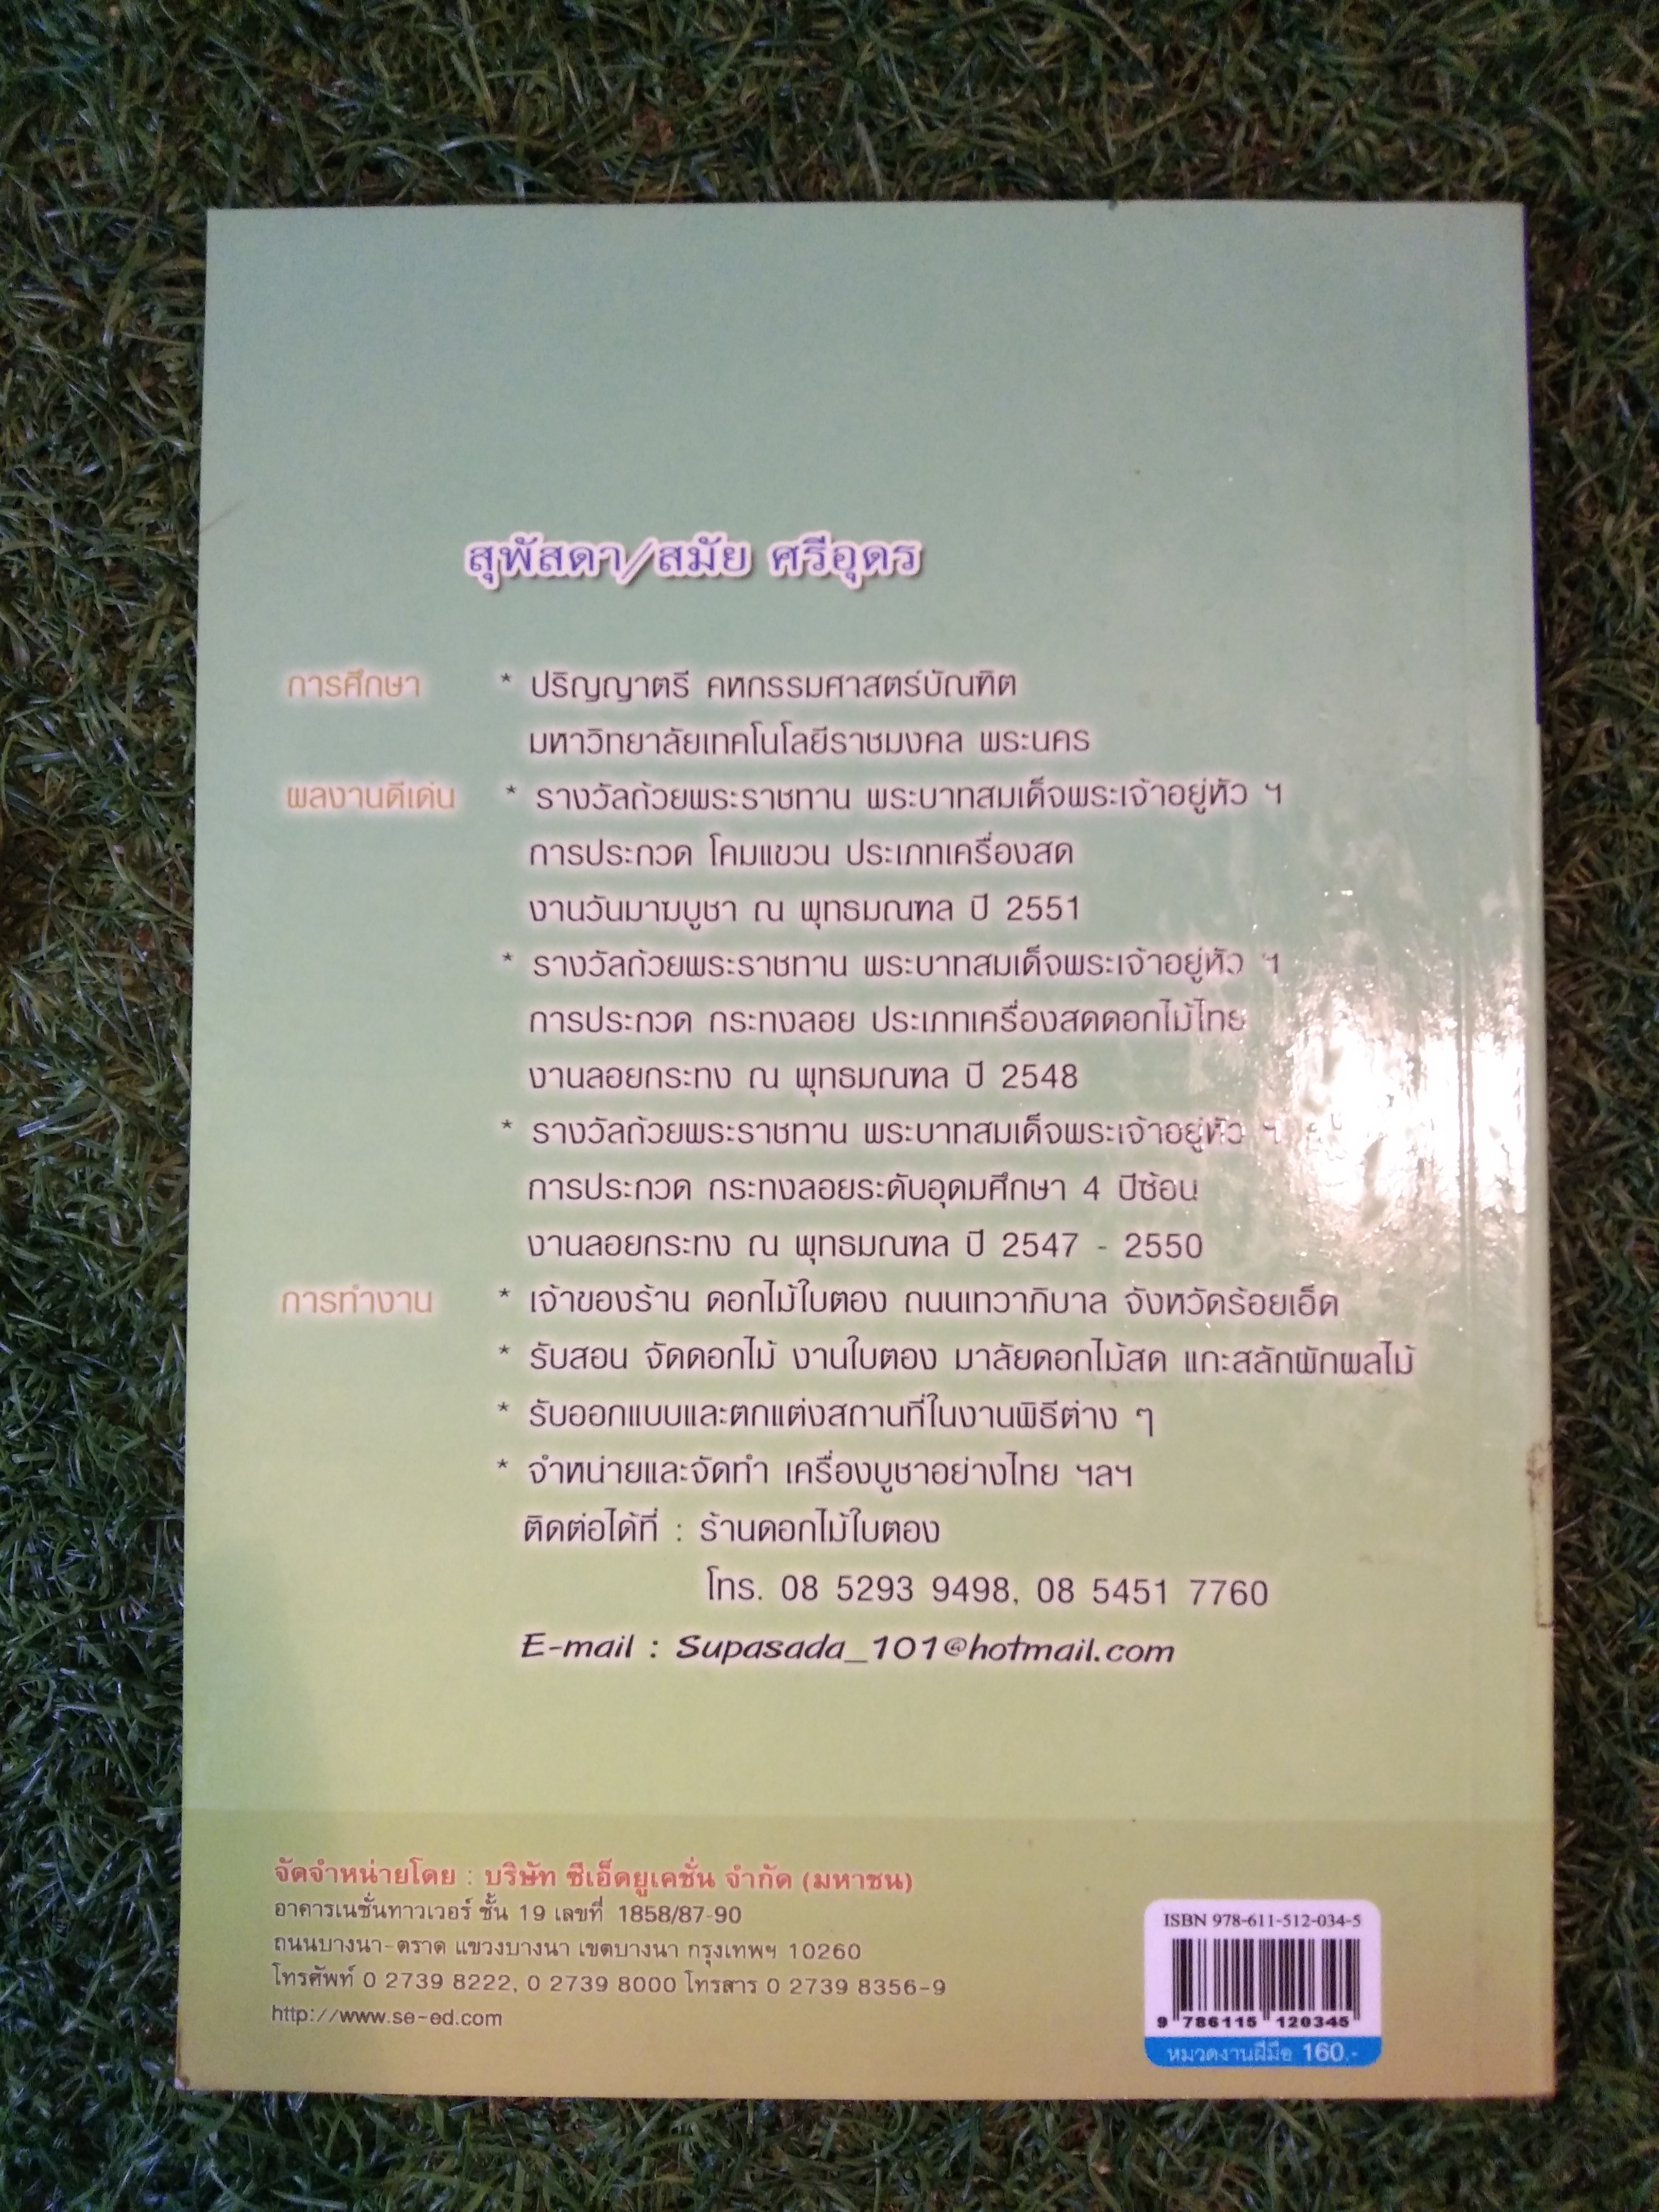 สุพัสดา/สมัย ศรีอุดร
การศึกษา * ปริญญาตรี คหกรรมศาสตร์บัณฑิต
มหาวิทยาลัยเทคโนโลยีราชมงคล พระนคร
ผลงานดีเด่น * รางวัลถ้วยพระราชทาน พระบาทสมเด็จพระเจ้าอยู่หัว ฯ
การประกวด โคมแขวน ประเภทเครื่องสด
งานวันมาฆบูชา ณ พุทธมณฑล ปี 2551
* รางวัลถ้วยพระราชทาน พระบาทสมเด็จพระเจ้าอยู่หัว ฯ
การประกวด กระทงลอย ประเภทเครื่องสดดอกไม้ไทย
งานลอยกระทง ณ พุทธมณฑล ปี 2548
* รางวัลถ้วยพระราชทาน พระบาทสมเด็จพระเจ้าอยู่หัว ฯ
การประกวด กระทงลอยระดับอุดมศึกษา 4 ปีซ้อน
งานลอยกระทง ณ พุทธมณฑล ปี 2547 - 2550
การทำงาน * เจ้าของร้าน ดอกไม้ใบตอง ถนนเทวาภิบาล จังหวัดร้อยเอ็ด
* รับสอน จัดดอกไม้ งานใบตอง มาลัยดอกไม้สด แกะสลักผักผลไม้
* รับออกแบบและตกแต่งสถานที่ในงานพิธีต่าง ๆ
* จำหน่ายและจัดทำ เครื่องบูชาอย่างไทย ฯลฯ
ติดต่อได้ที่ : ร้านดอกไม้ใบตอง
โทร. 08 5293 9498, 08 5451 7760
E-mail : Supasada_101@hotmail.com
จัดจำหน่ายโดย : บริษัท ซีเอ็ดยูเคชั่น จำกัด (มหาชน)
อาคารเนชั่นทาวเวอร์ ชั้น 19 เลขที่ 1858/87-90
ถนนบางนา-ตราด แขวงบางนา เขตบางนา กรุงเทพฯ 10260
โทรศัพท์ 0 2739 8222, 0 2739 8000 โทรสาร 0 2739 8356-9
http://www.se-ed.com
ISBN 978-611-512-034-5
9 786115 120345
หมวดงานฝีมือ 160.-